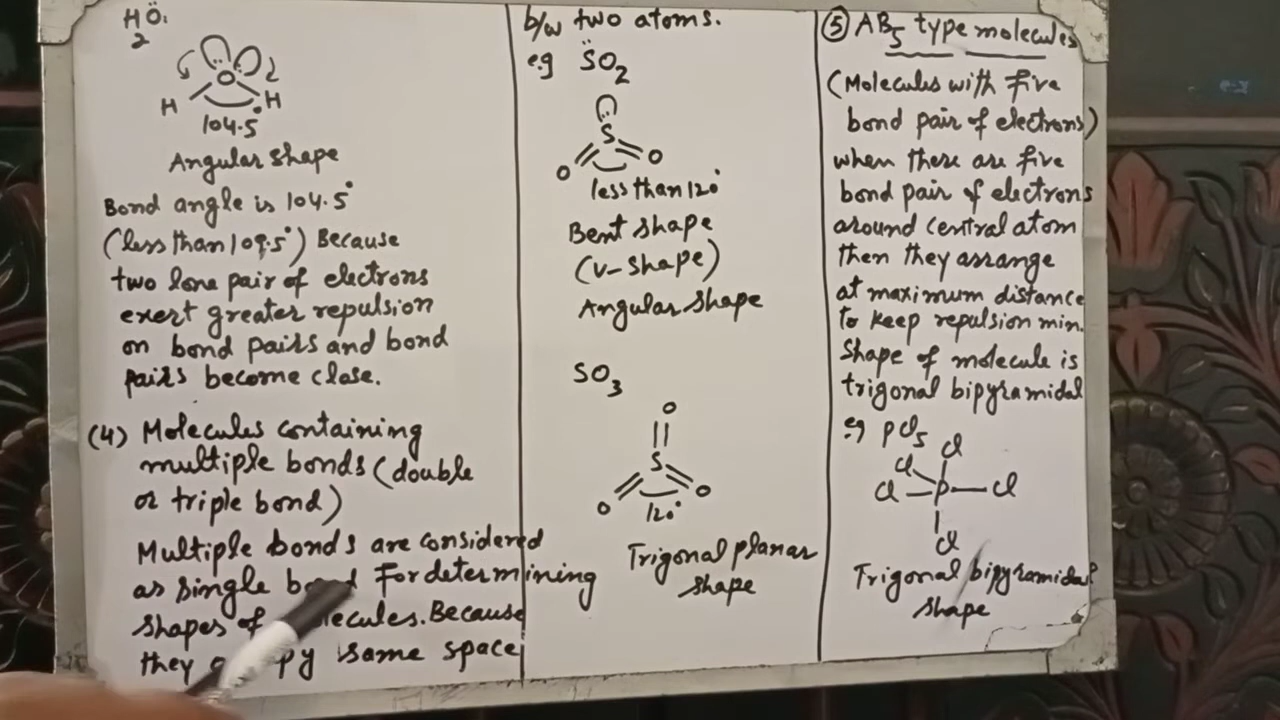 HÖ:
2
O
H H
104.5°
Angular shape
Bond angle is 104.5°
(less than 109.5°) Because
two lone pair of electrons
exert greater repulsion
on bond pairs and bond
pairs become close.
(4) Molecules containing
multiple bonds (double
or triple bond)
Multiple bonds are considered
as single for determining
shapes of Because
they same space
b/w two atoms.
e.g SO2
S
O O
less than 120°
Bent shape
(V-shape)
Angular shape
SO3
O
S
O O
120°
Trigonal planar
shape
⑤ AB5 type molecules
(Molecules with five
bond pair of electrons)
when there are five
bond pair of electrons
around central atom
then they arrange
at maximum distance
to keep repulsion min.
Shape of molecule is
trigonal bipyramidal
e.g PCl5
Cl
Cl
Cl P Cl
Cl
Trigonal bipyramidal
shape